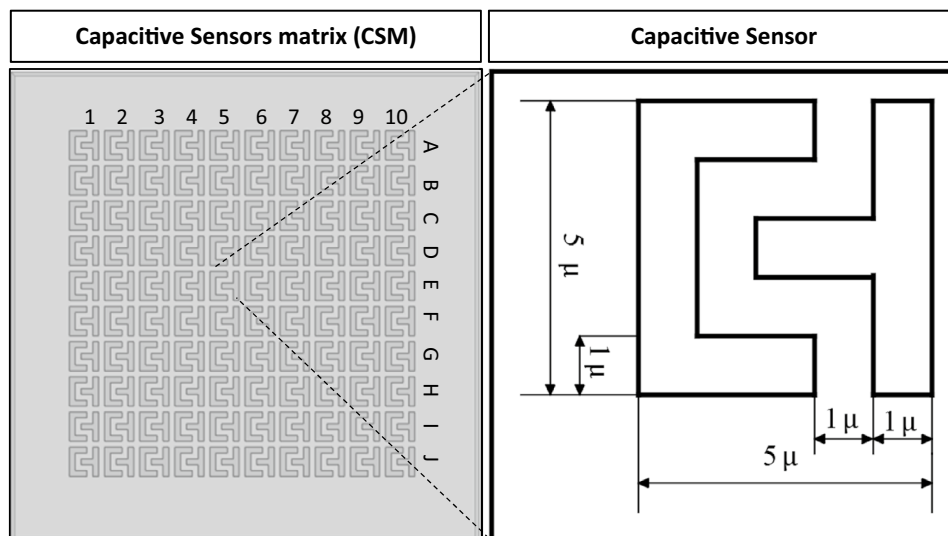 Capacitive Sensors matrix (CSM)
Capacitive Sensor
1 2 3 4 5 6 7 8 9 10
A
B
C
D
E
F
G
H
I
J
5 μ
1μ
1 μ
1 μ
5 μ